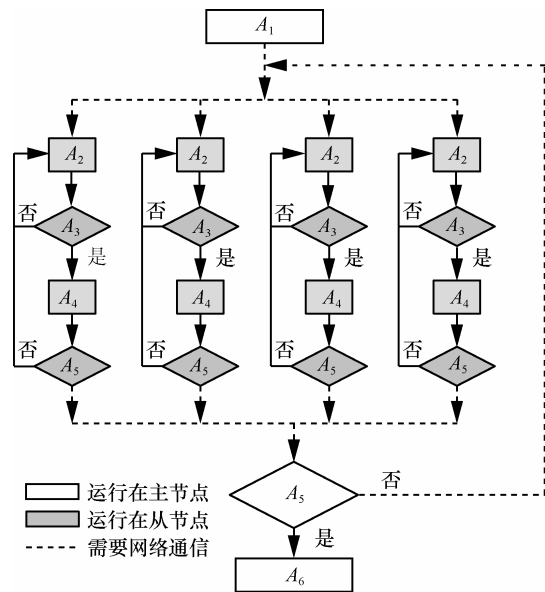 A1
A2 A2 A2 A2
否 否 否 否
A3 A3 A3 A3
是 是 是 是
A4 A4 A4 A4
否 否 否 否
A5 A5 A5 A5
否
A5
运行在主节点
运行在从节点
是
需要网络通信
A6